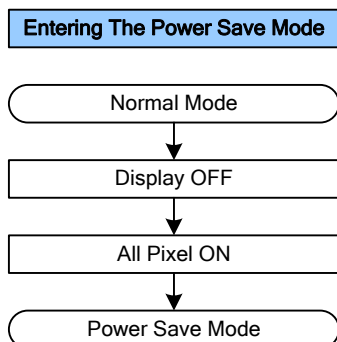 Entering The Power Save Mode
Normal Mode
Display OFF
All Pixel ON
Power Save Mode